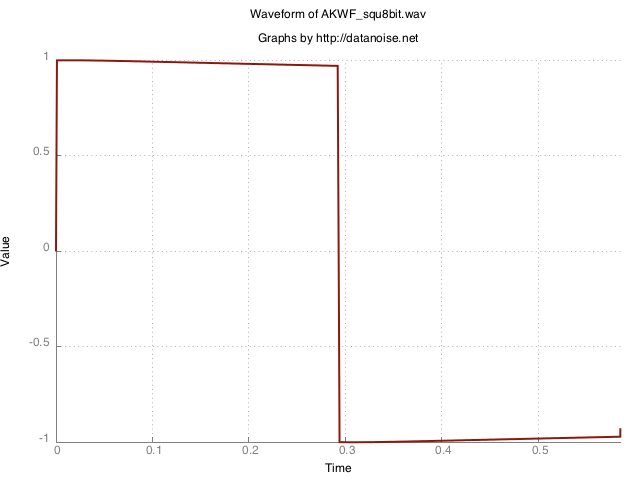 Waveform of AKWF_squ8bit.wav
Graphs by http://datanoise.net
1
0.5
0
-0.5
-1
Value
0 0.1 0.2 0.3 0.4 0.5
Time